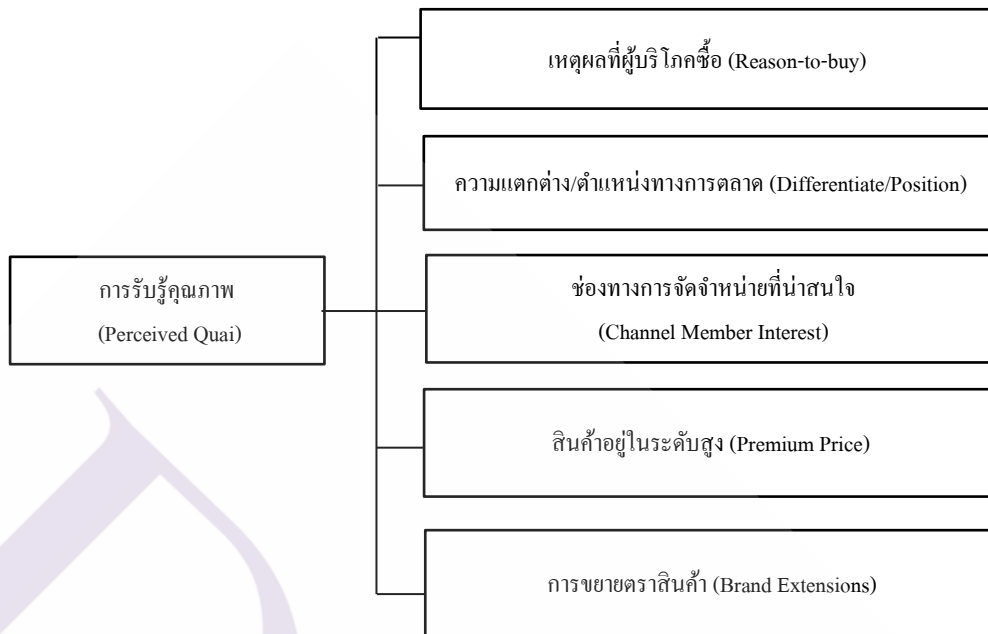 เหตุผลที่ผู้บริโภคซื้อ (Reason-to-buy)
ความแตกต่าง/ตำแหน่งทางการตลาด (Differentiate/Position)
การรับรู้คุณภาพ
(Perceived Quai)
ช่องทางการจัดจำหน่ายที่น่าสนใจ
(Channel Member Interest)
สินค้าอยู่ในระดับสูง (Premium Price)
การขยายตราสินค้า (Brand Extensions)